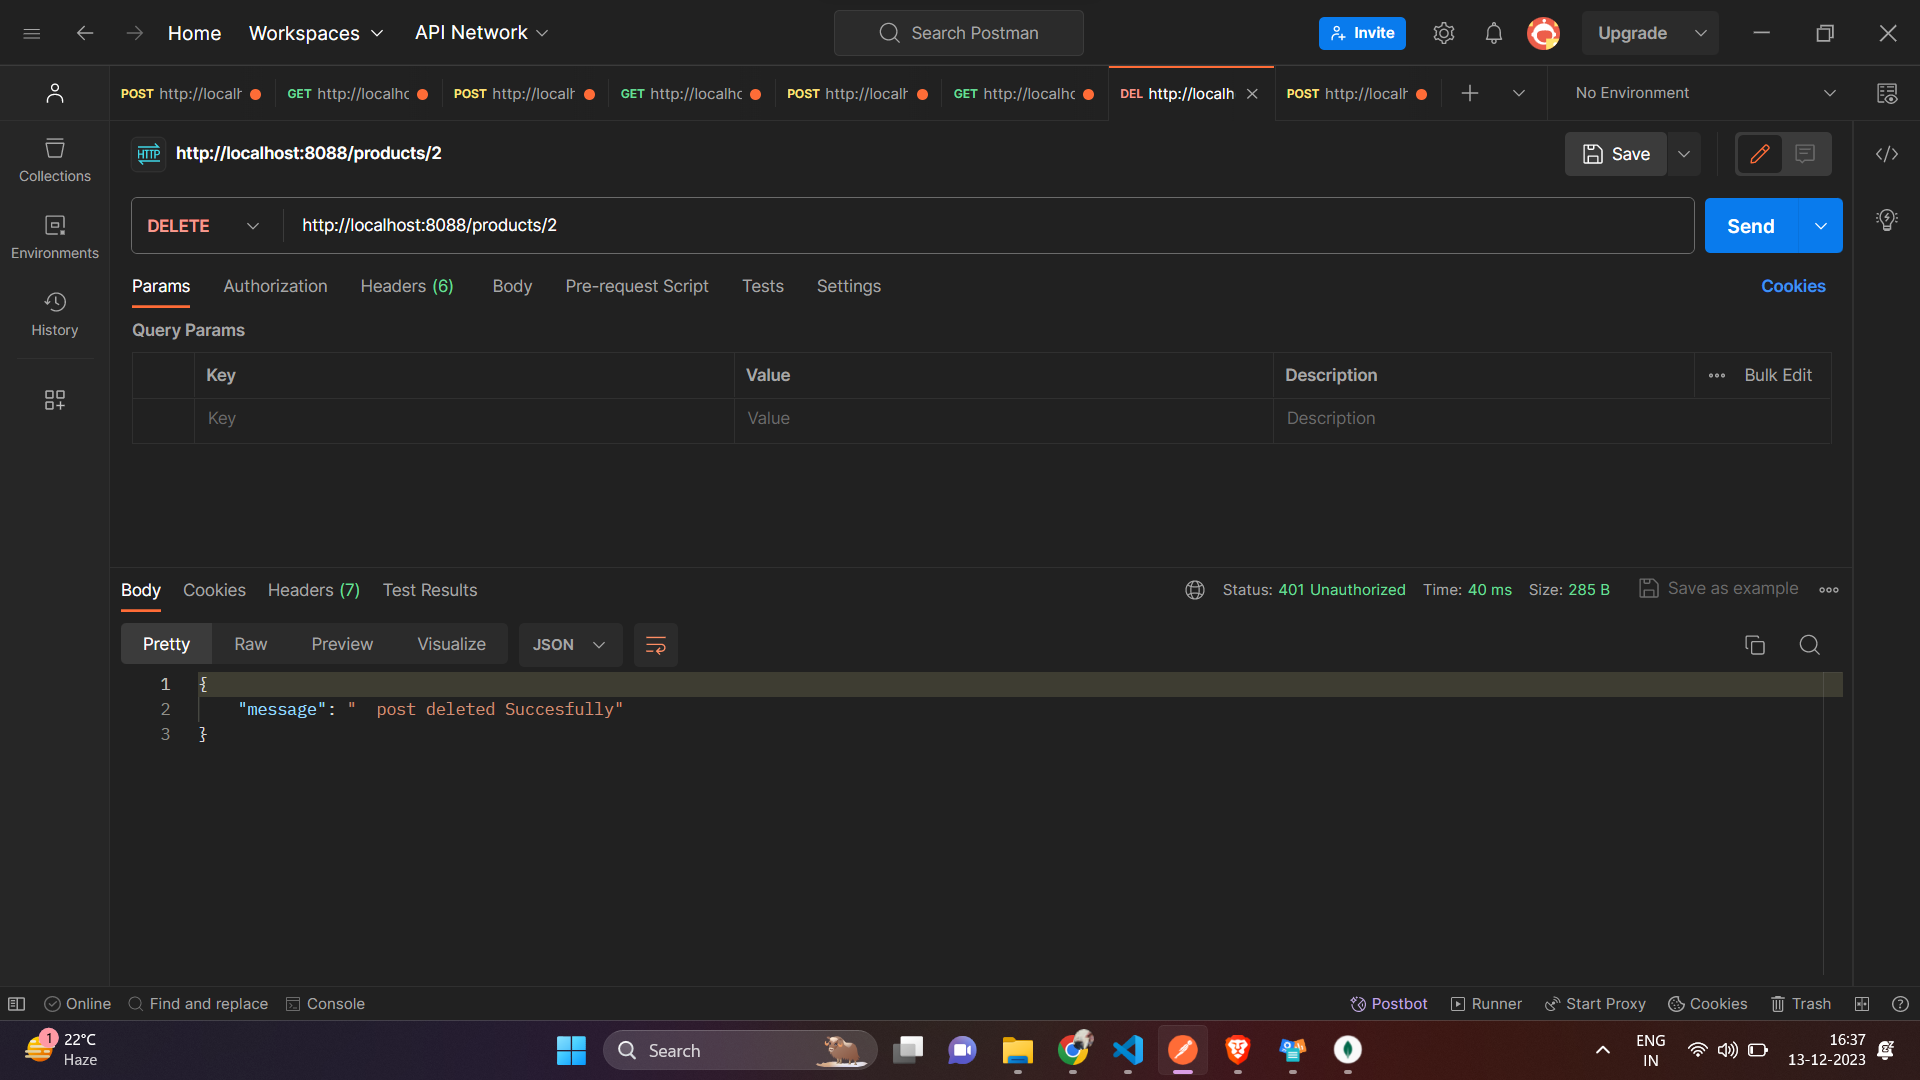 Home Workspaces API Network Search Postman Invite Upgrade
POST http://localh GET http://localhc POST http://localh GET http://localhc POST http://localh GET http://localhc DEL http://localh POST http://localh No Environment
Collections
Environments
History
HTTP http://localhost:8088/products/2 Save
DELETE http://localhost:8088/products/2 Send
Params Authorization Headers (6) Body Pre-request Script Tests Settings Cookies
Query Params
Key Value Description Bulk Edit
Key Value Description
Body Cookies Headers (7) Test Results Status: 401 Unauthorized Time: 40 ms Size: 285 B Save as example
Pretty Raw Preview Visualize JSON
1 {
2 "message": "  post deleted Succesfully"
3 }
Online Find and replace Console Postbot Runner Start Proxy Cookies Trash
1 22°C
Haze
Search
ENG
IN
16:37
13-12-2023